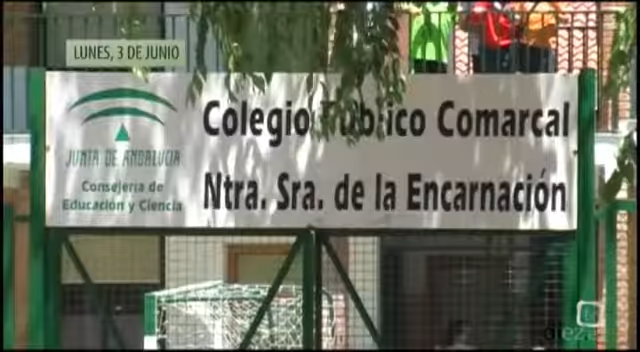 LUNES, 3 DE JUNIO
JUNTA DE ANDALUCIA
Consejería de
Educación y Ciencia
Colegio Público Comarcal
Ntra. Sra. de la Encarnación